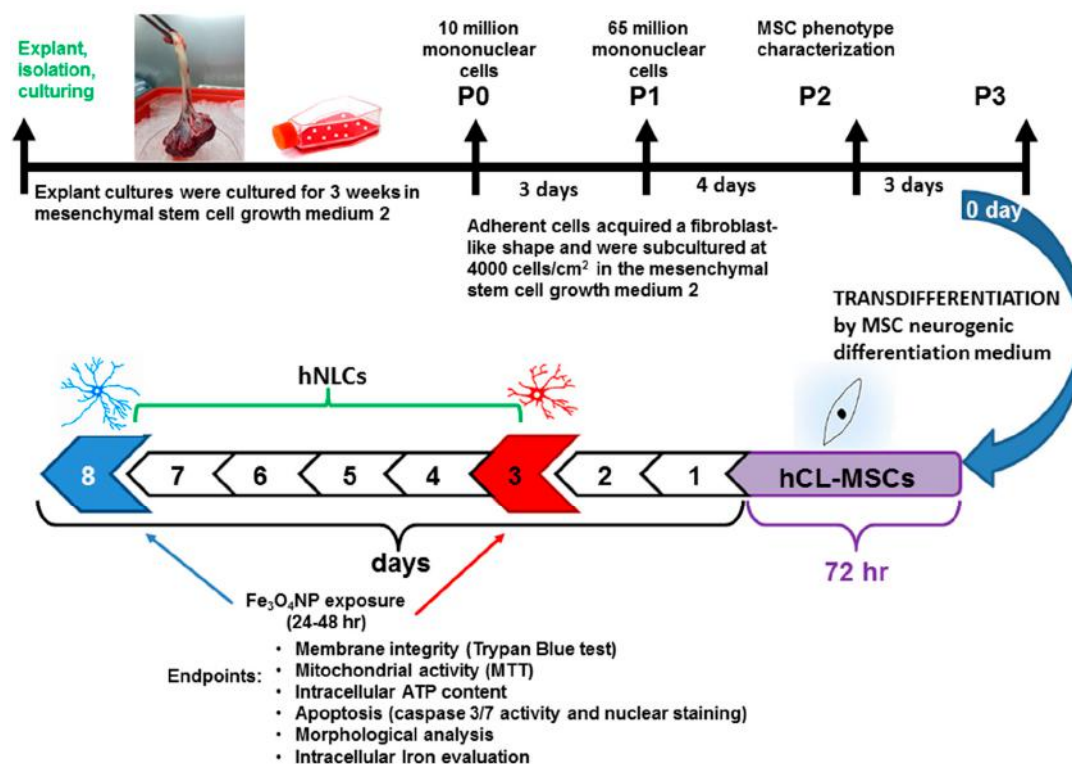 Explant,
isolation,
culturing
10 million
mononuclear
cells
65 million
mononuclear
cells
MSC phenotype
characterization
P0
P1
P2
P3
Explant cultures were cultured for 3 weeks in
mesenchymal stem cell growth medium 2
3 days
4 days
3 days
0 day
Adherent cells acquired a fibroblast-
like shape and were subcultured at
4000 cells/cm² in the mesenchymal
stem cell growth medium 2
TRANSDIFFERENTIATION
by MSC neurogenic
differentiation medium
hNLCs
8
7
6
5
4
3
2
1
hCL-MSCs
days
72 hr
Fe₃O₄NP exposure
(24-48 hr)
Endpoints:
• Membrane integrity (Trypan Blue test)
• Mitochondrial activity (MTT)
• Intracellular ATP content
• Apoptosis (caspase 3/7 activity and nuclear staining)
• Morphological analysis
• Intracellular Iron evaluation